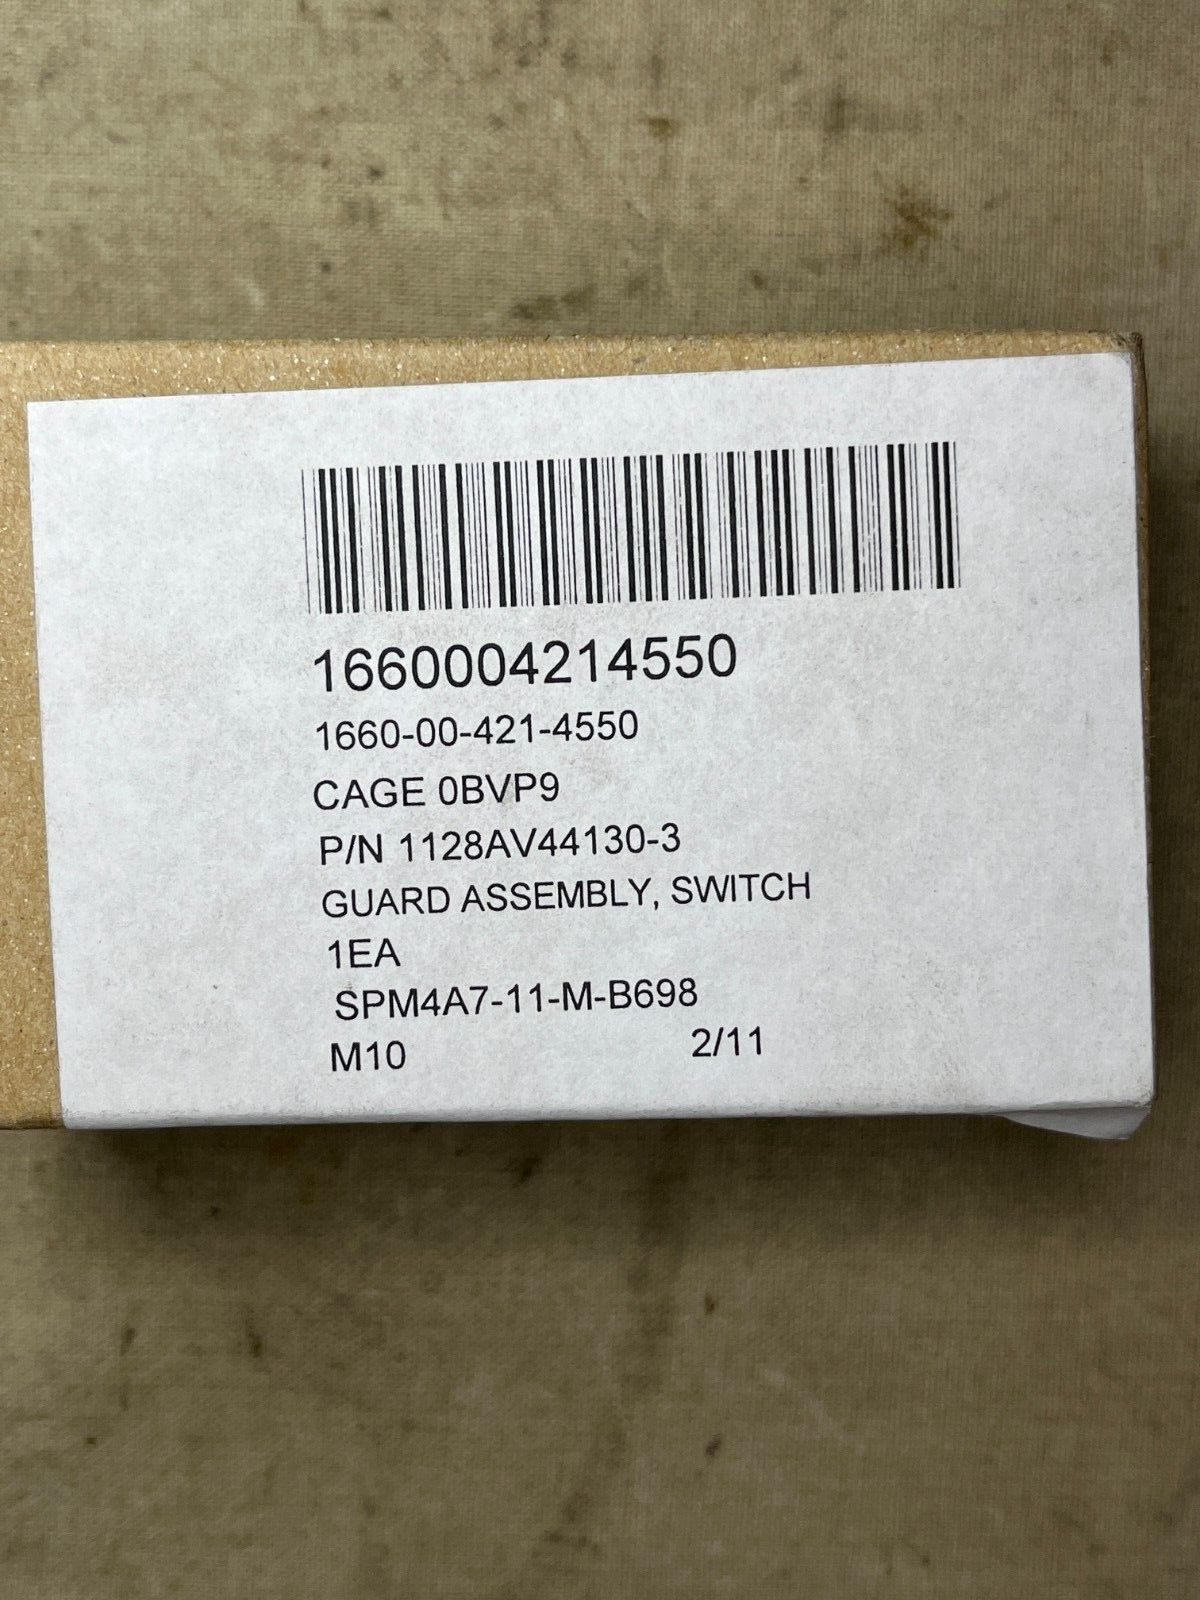 1660004214550
1660-00-421-4550
CAGE 0BVP9
P/N 1128AV44130-3
GUARD ASSEMBLY, SWITCH
1EA
SPM4A7-11-M-B698
M10 2/11